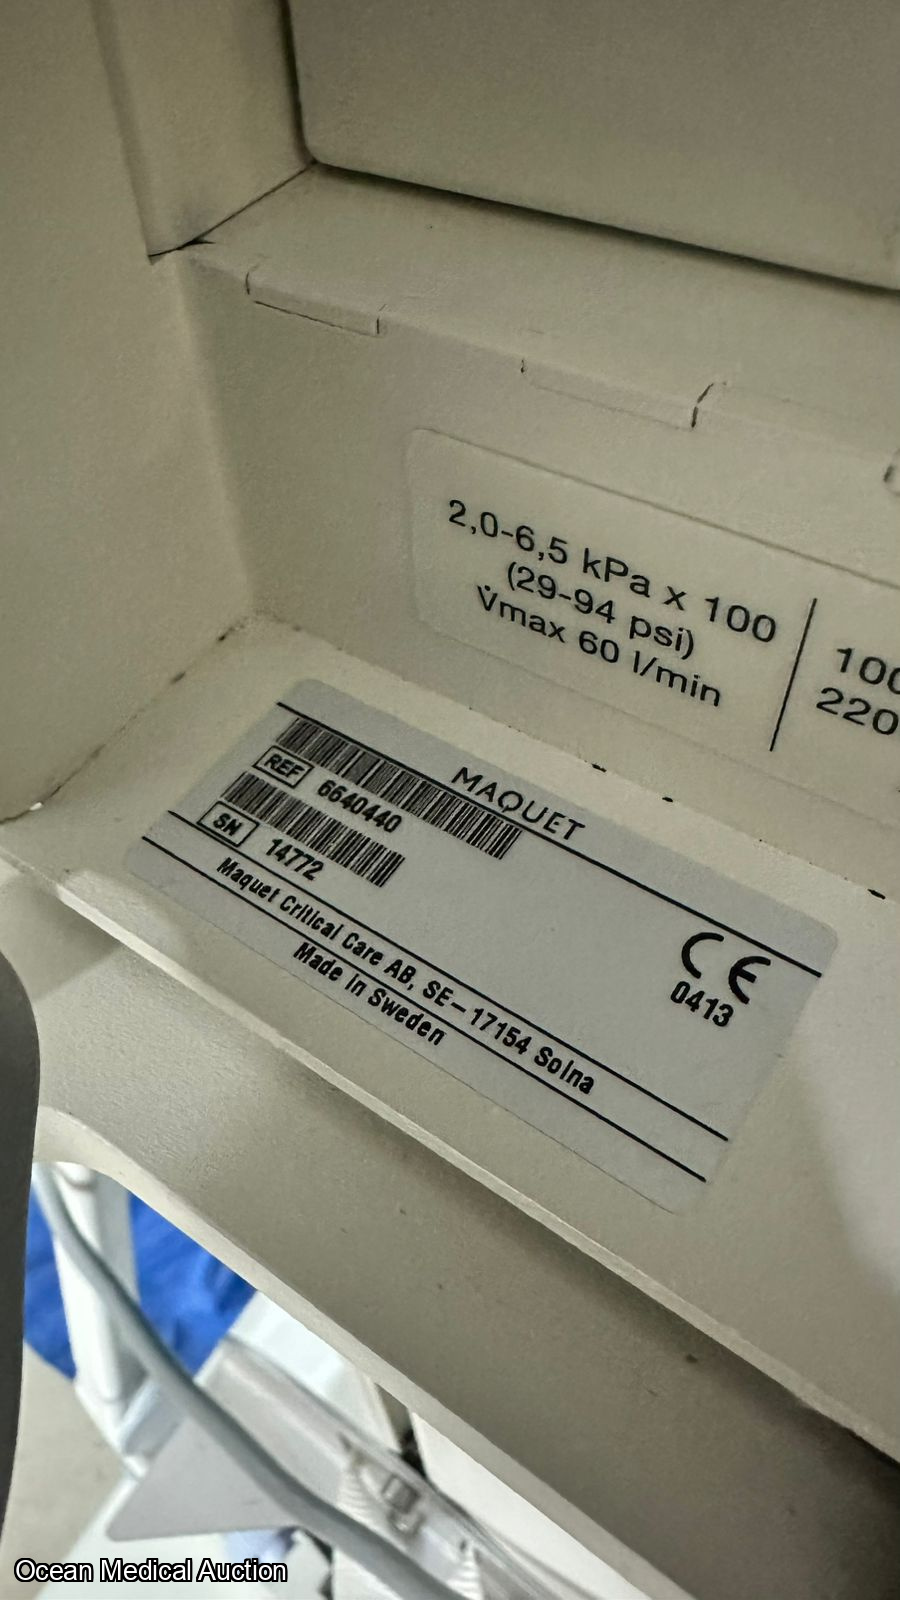 2,0-6,5 kPa x 100
(29-94 psi)
V̇max 60 l/min
100
220
MAQUET
REF 6640440
SN 14772
CE
0413
Maquet Critical Care AB, SE-17154 Solna
Made in Sweden
Ocean Medical Auction